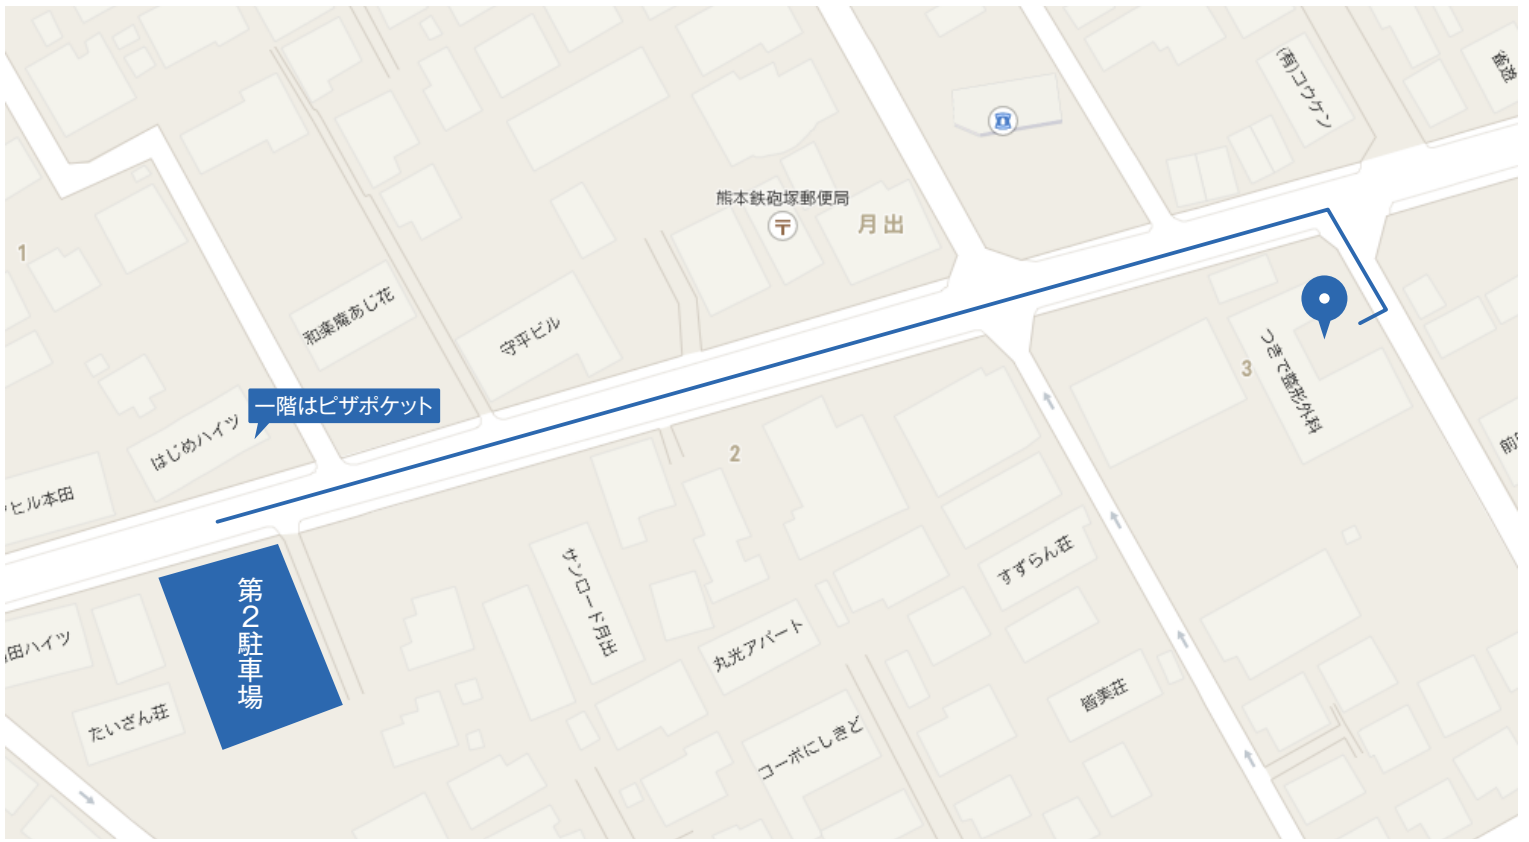 (有)コウケン
雀遊
熊本鉄砲塚郵便局
月出
1
和楽庵あじ花
守平ビル
つきで整形外科
3
一階はピザポケット
はじめハイツ
2
ヒル本田
前
サンロード月出
すずらん荘
第2駐車場
田ハイツ
丸光アパート
皆美荘
たいざん荘
コーポにしきど